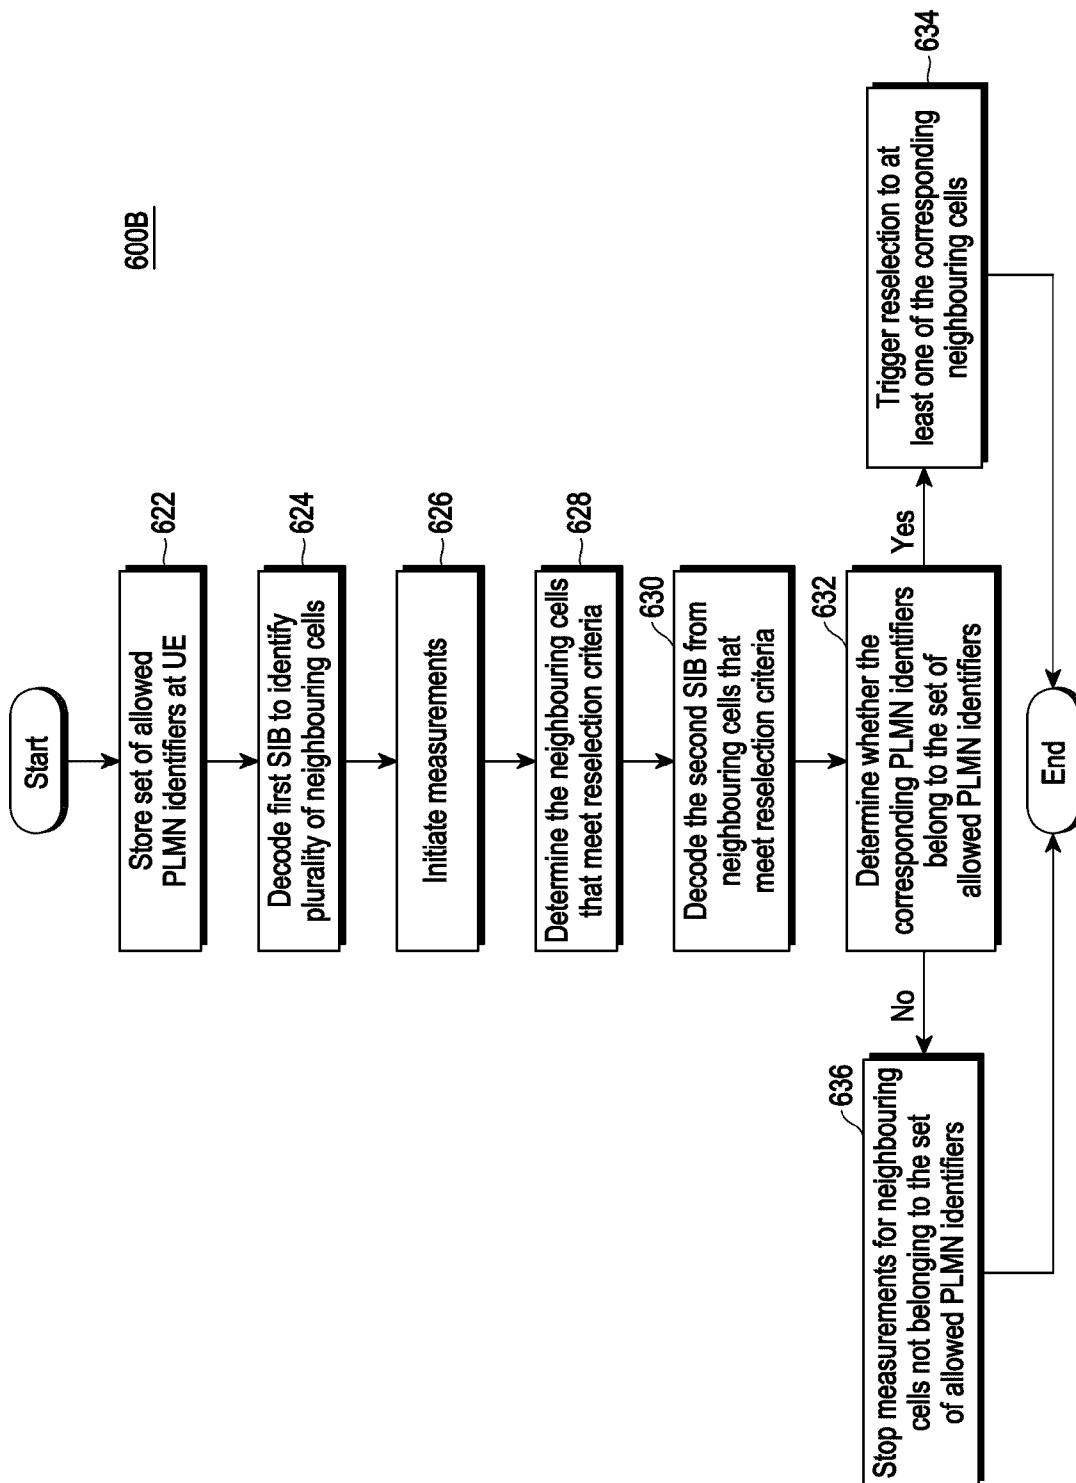 600B
Start
Store set of allowed
PLMN identifiers at UE
622
Decode first SIB to identify
plurality of neighbouring cells
624
Initiate measurements
626
Determine the neighbouring cells
that meet reselection criteria
628
630
Decode the second SIB from
neighbouring cells that
meet reselection criteria
632
Determine whether the
corresponding PLMN identifiers
belong to the set of
allowed PLMN identifiers
No
Yes
636
Stop measurements for neighbouring
cells not belonging to the set
of allowed PLMN identifiers
634
Trigger reselection to at
least one of the corresponding
neighbouring cells
End